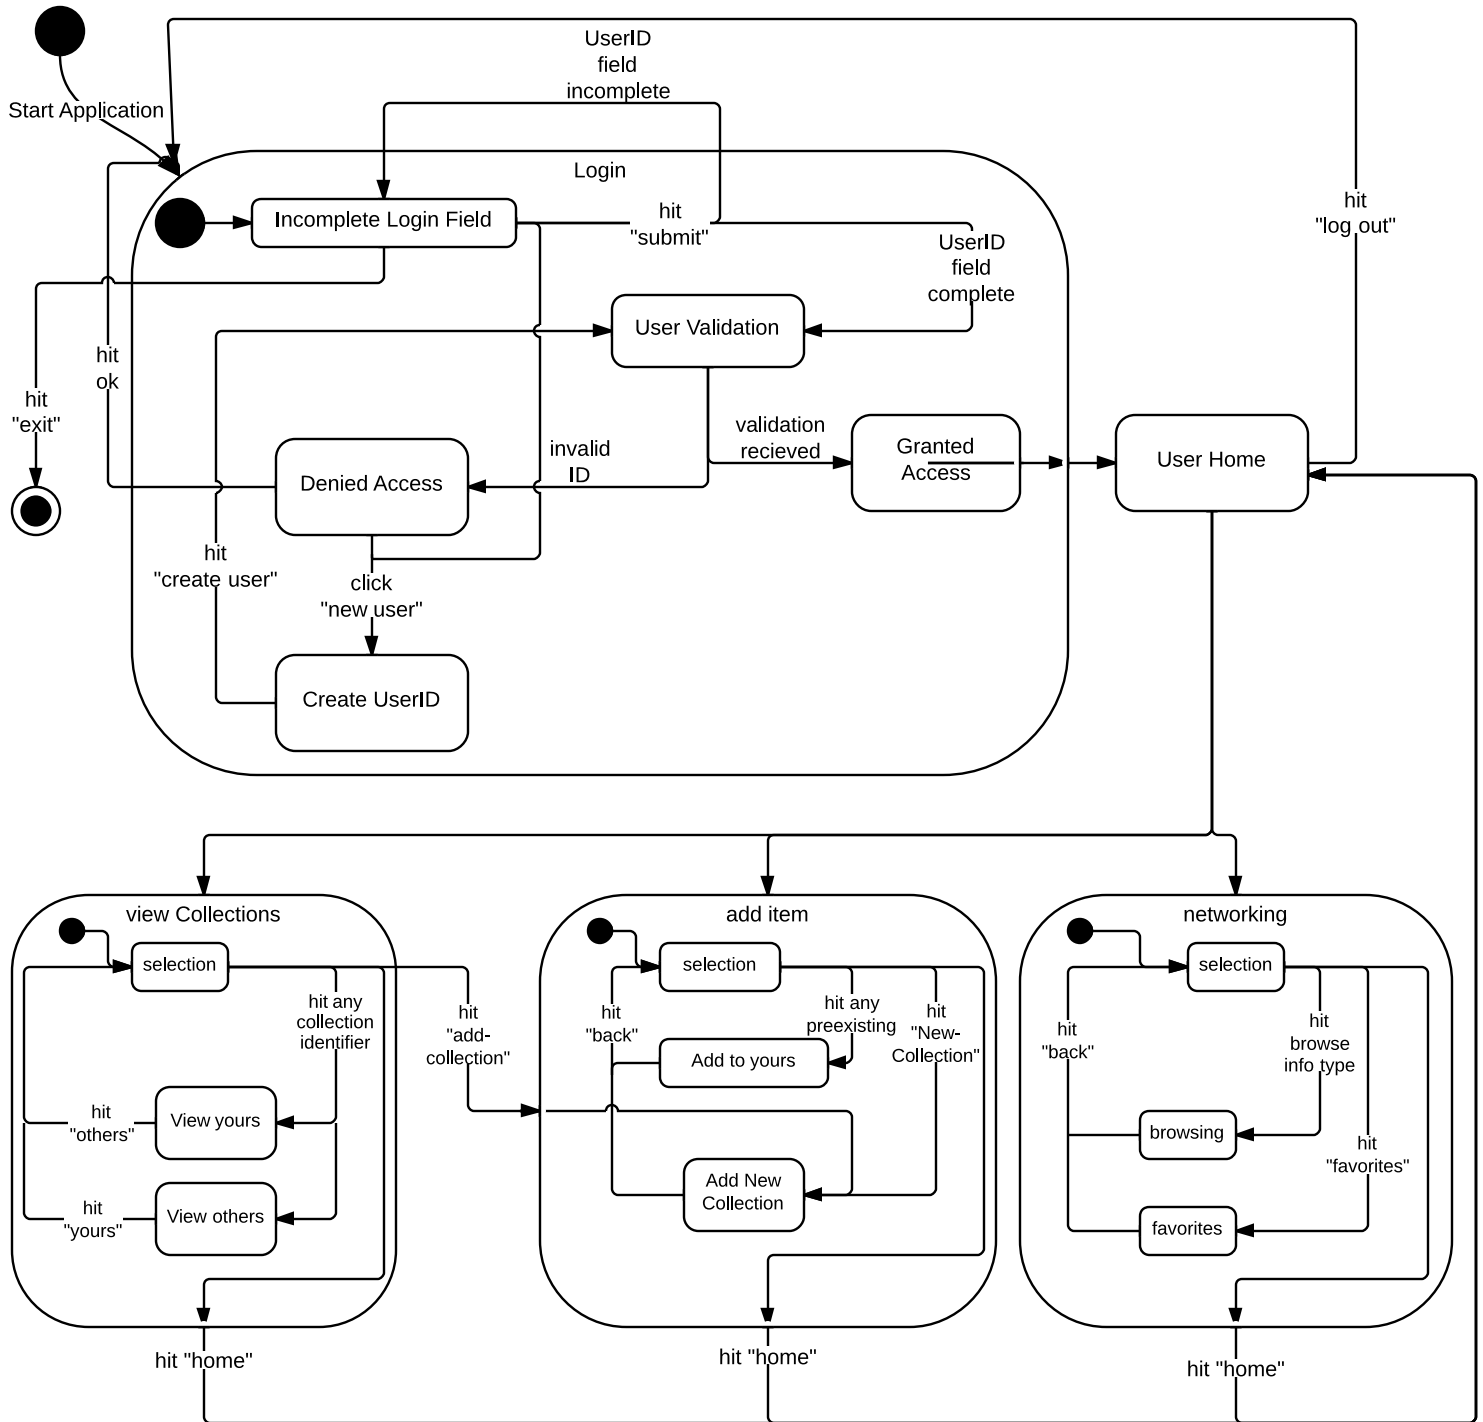 UserID
field
incomplete
Start Application
Login
hit
"log out"
Incomplete Login Field
hit
"submit"
UserID
field
complete
User Validation
hit
ok
hit
"exit"
validation
recieved
Granted
Access
User Home
invalid
ID
Denied Access
hit
"create user"
click
"new user"
Create UserID
view Collections
selection
hit any
collection
identifier
hit
"add-
collection"
View yours
hit
"others"
View others
hit
"yours"
hit "home"
add item
selection
hit
"back"
hit any
preexisting
hit
"New-
Collection"
Add to yours
Add New
Collection
hit "home"
networking
selection
hit
"back"
hit
browse
info type
browsing
hit
"favorites"
favorites
hit "home"